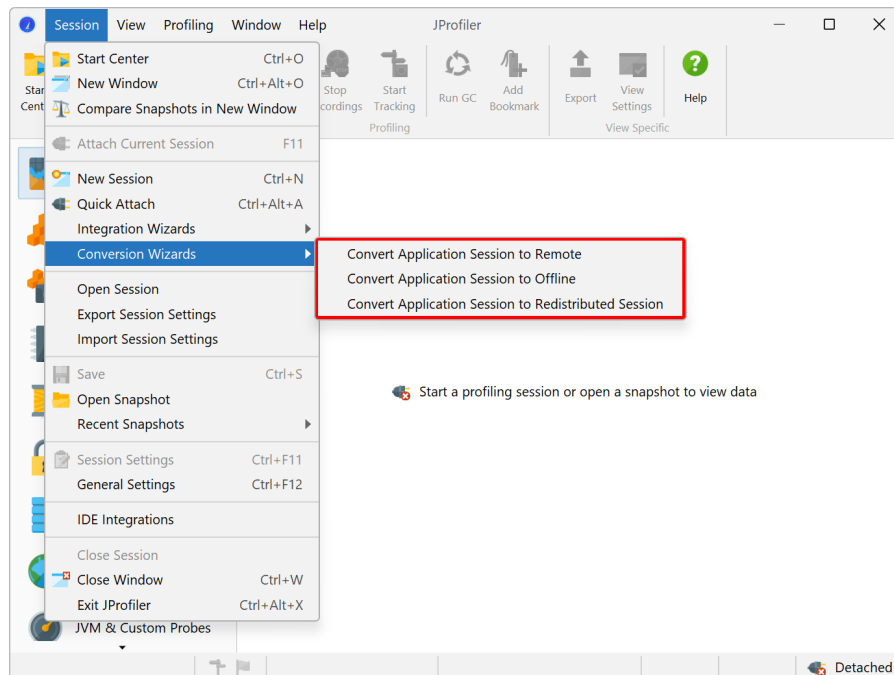 Session View Profiling Window Help JProfiler
Start Center Ctrl+O
New Window Ctrl+Alt+O
Compare Snapshots in New Window
Attach Current Session F11
New Session Ctrl+N
Quick Attach Ctrl+Alt+A
Integration Wizards
Conversion Wizards
Open Session
Export Session Settings
Import Session Settings
Save Ctrl+S
Open Snapshot
Recent Snapshots
Session Settings Ctrl+F11
General Settings Ctrl+F12
IDE Integrations
Close Session
Close Window Ctrl+W
Exit JProfiler Ctrl+Alt+X
Convert Application Session to Remote
Convert Application Session to Offline
Convert Application Session to Redistributed Session
Star
Cent
Stop
cordings
Start
Tracking
Run GC
Add
Bookmark
Export
View
Settings
Help
Profiling
View Specific
Start a profiling session or open a snapshot to view data
JVM & Custom Probes
Detached